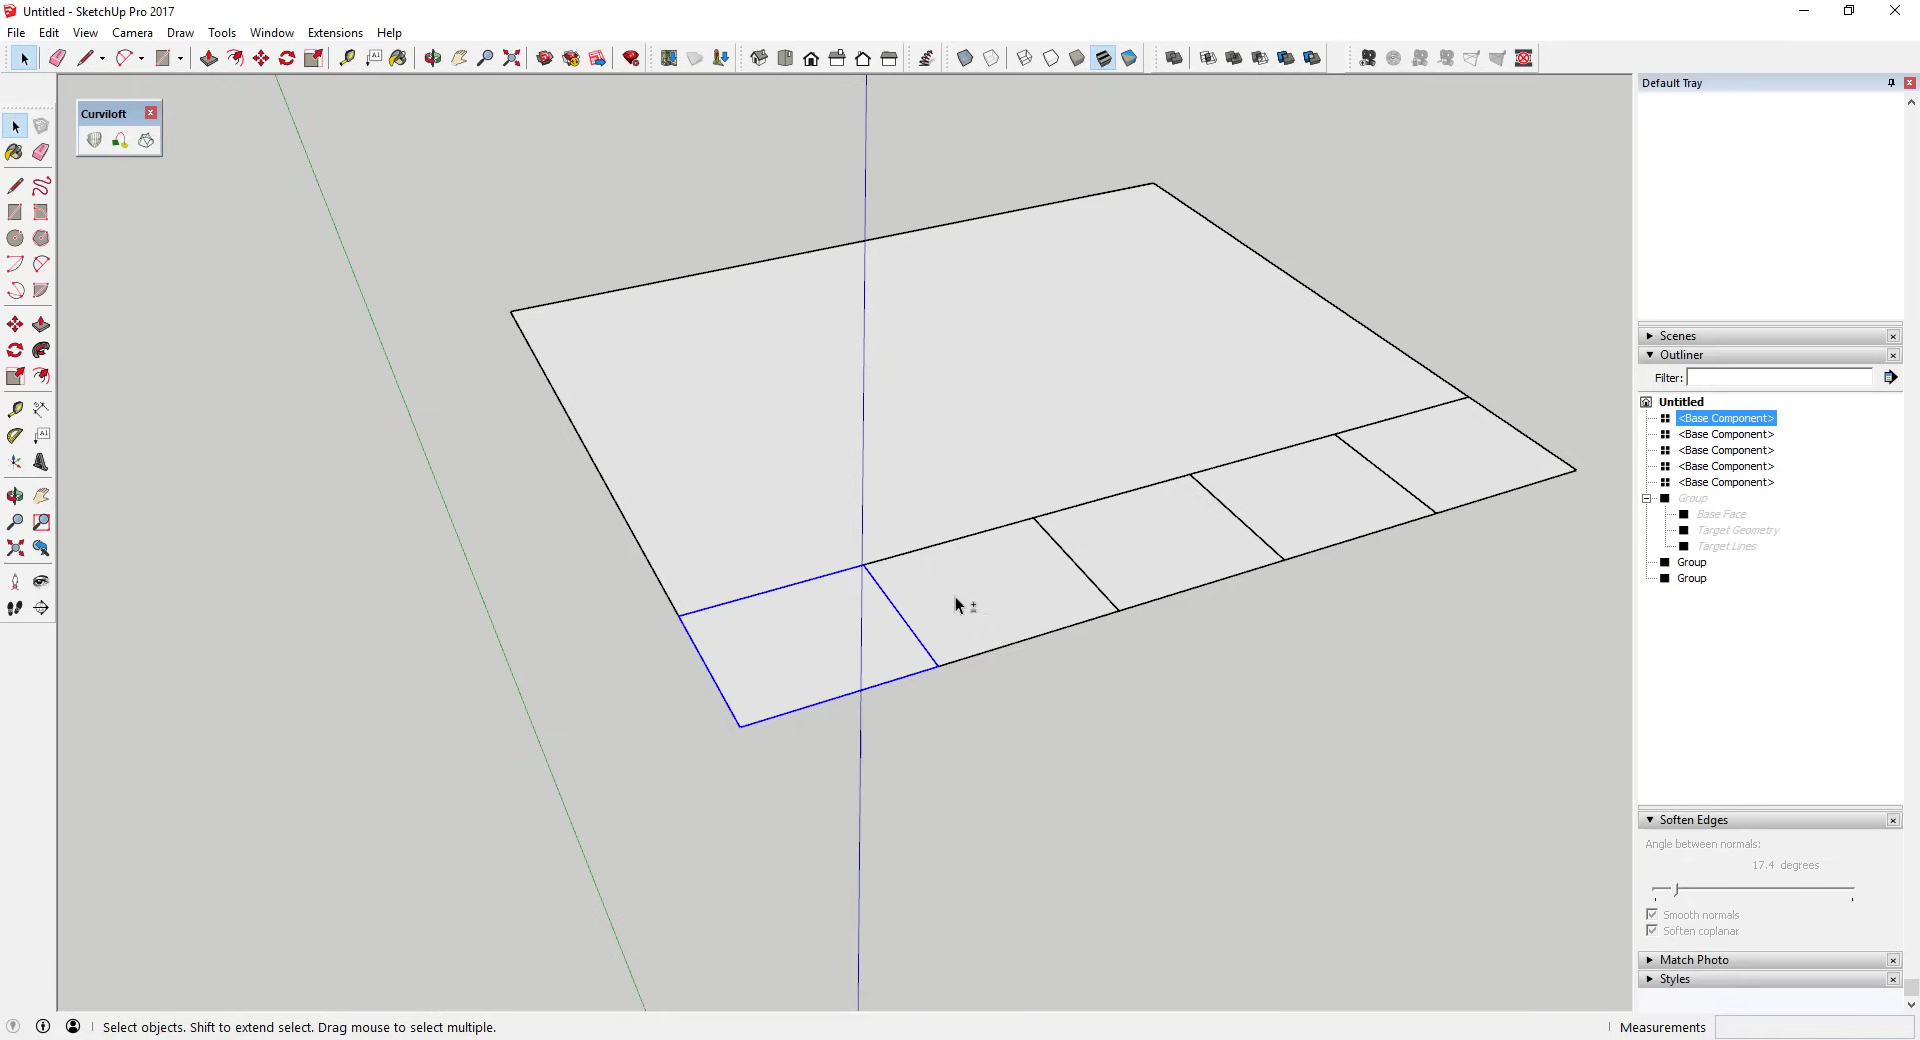 Untitled - SketchUp Pro 2017
File Edit View Camera Draw Tools Window Extensions Help
A1
Default Tray
Curviloft
A1
Scenes
Outliner
Filter:
Untitled
<Base Component>
<Base Component>
<Base Component>
<Base Component>
<Base Component>
Group
Base Face
Target Geometry
Target Lines
Group
Group
Soften Edges
Angle between normals:
17.4 degrees
Smooth normals
Soften coplanar
Match Photo
Styles
Select objects. Shift to extend select. Drag mouse to select multiple.
Measurements